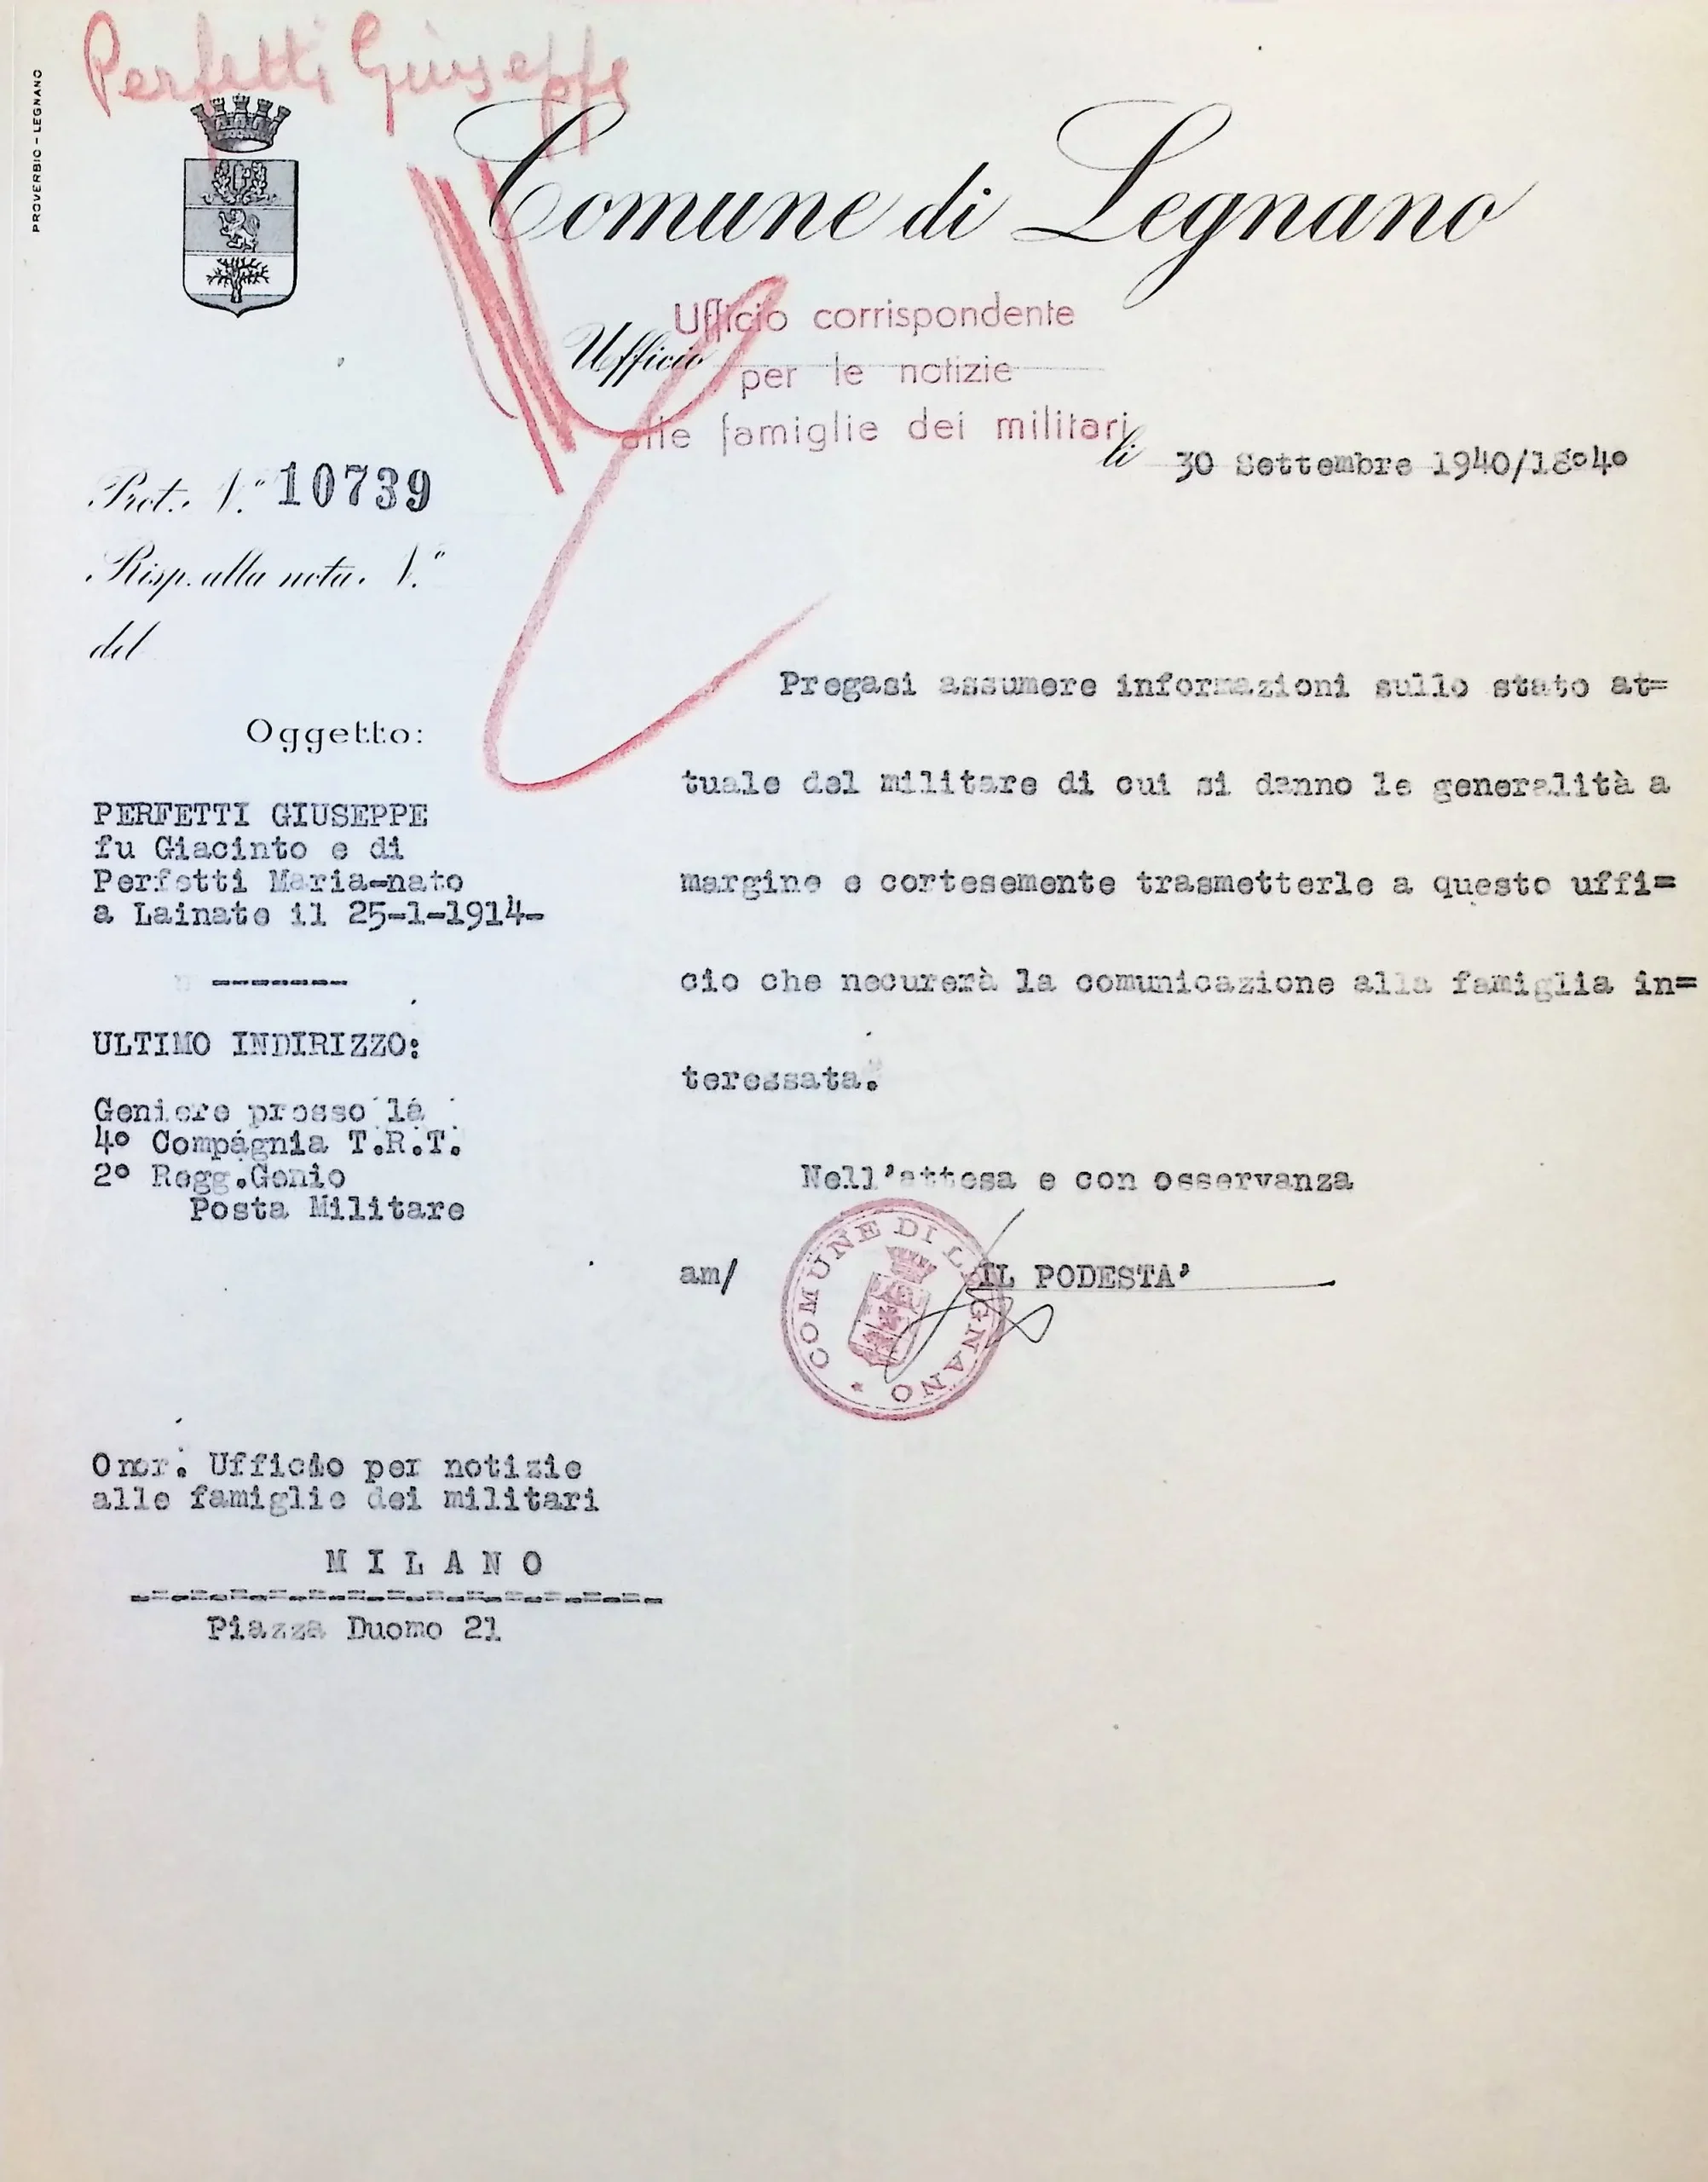 Perfetti Giuseppe
PROVERBIO - LEGNANO
Comune di Legnano
Ufficio
Ufficio corrispondente
per le notizie
alle famiglie dei militari
li 30 Settembre 1940/18°4°
Prot. N.° 10739
Risp. alla nota N.°
del
Oggetto:
PERFETTI GIUSEPPE
fu Giacinto e di
Perfetti Maria=nato
a Lainate il 25-1-1914-
--------
ULTIMO INDIRIZZO:
Geniere presso la
4° Compagnia T.R.T.
2° Regg.Genio
Posta Militare
Pregasi assumere informazioni sullo stato at=
tuale del militare di cui si danno le generalità a
margine e cortesemente trasmetterle a questo uffi=
cio che necurerà la comunicazione alla famiglia in=
teressata.
Nell'attesa e con osservanza
am/
IL PODESTA'
COMUNE DI LEGNANO
Onor. Ufficio per notizie
alle famiglie dei militari
M I L A N O
Piazza Duomo 21